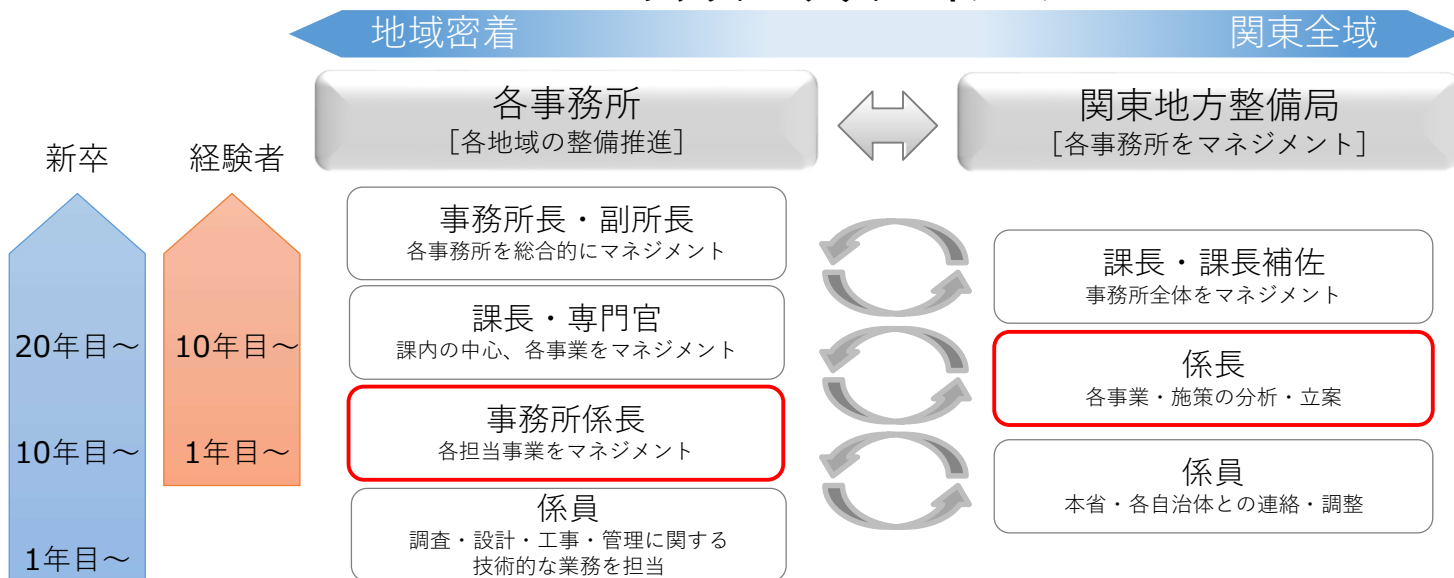 地域密着
関東全域
各事務所
[各地域の整備推進]
関東地方整備局
[各事務所をマネジメント]
新卒
経験者
20年目～
10年目～
1年目～
10年目～
1年目～
事務所長・副所長
各事務所を総合的にマネジメント
課長・専門官
課内の中心、各事業をマネジメント
事務所係長
各担当事業をマネジメント
係員
調査・設計・工事・管理に関する
技術的な業務を担当
課長・課長補佐
事務所全体をマネジメント
係長
各事業・施策の分析・立案
係員
本省・各自治体との連絡・調整